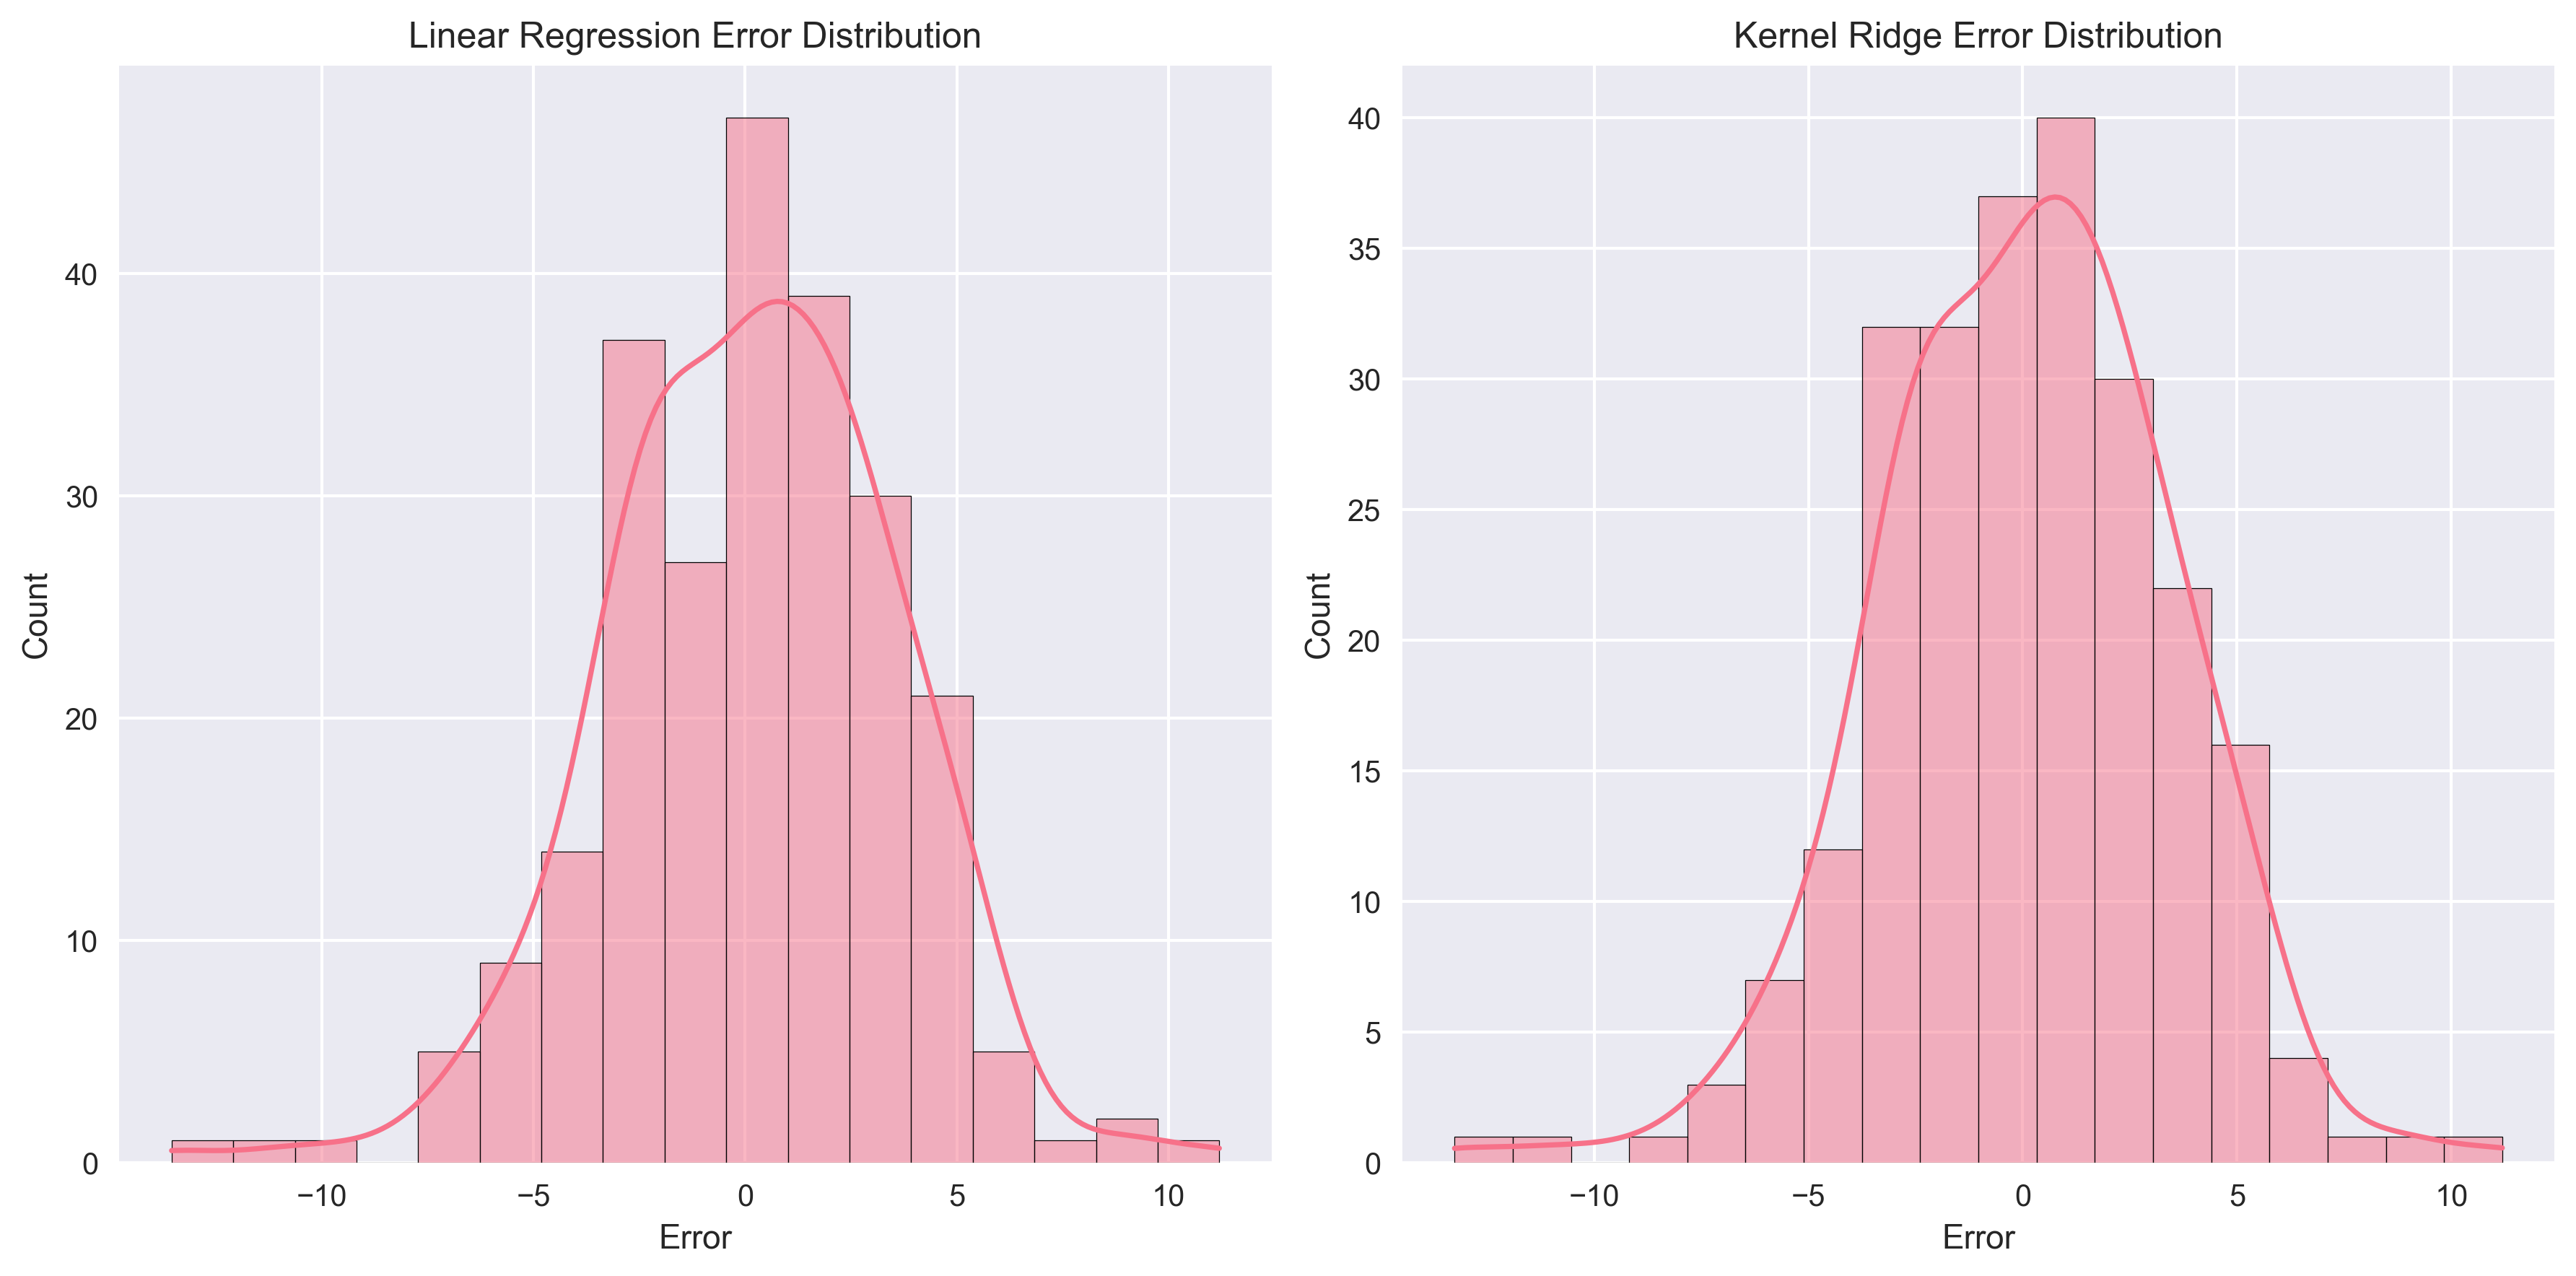 Linear Regression Error Distribution
Count
40
30
20
10
0
−10 −5 0 5 10
Error
Kernel Ridge Error Distribution
Count
40
35
30
25
20
15
10
5
0
−10 −5 0 5 10
Error